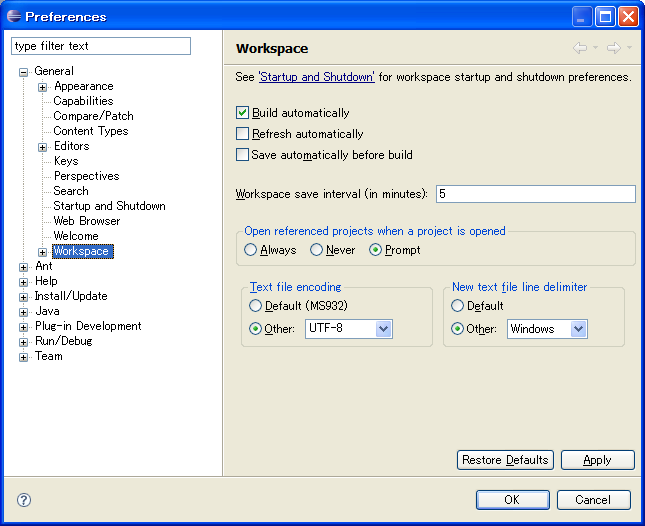 Preferences
type filter text
General
Appearance
Capabilities
Compare/Patch
Content Types
Editors
Keys
Perspectives
Search
Startup and Shutdown
Web Browser
Welcome
Workspace
Ant
Help
Install/Update
Java
Plug-in Development
Run/Debug
Team
Workspace
See 'Startup and Shutdown' for workspace startup and shutdown preferences.
Build automatically
Refresh automatically
Save automatically before build
Workspace save interval (in minutes): 5
Open referenced projects when a project is opened
Always Never Prompt
Text file encoding
Default (MS932)
Other: UTF-8
New text file line delimiter
Default
Other: Windows
Restore Defaults Apply
? OK Cancel